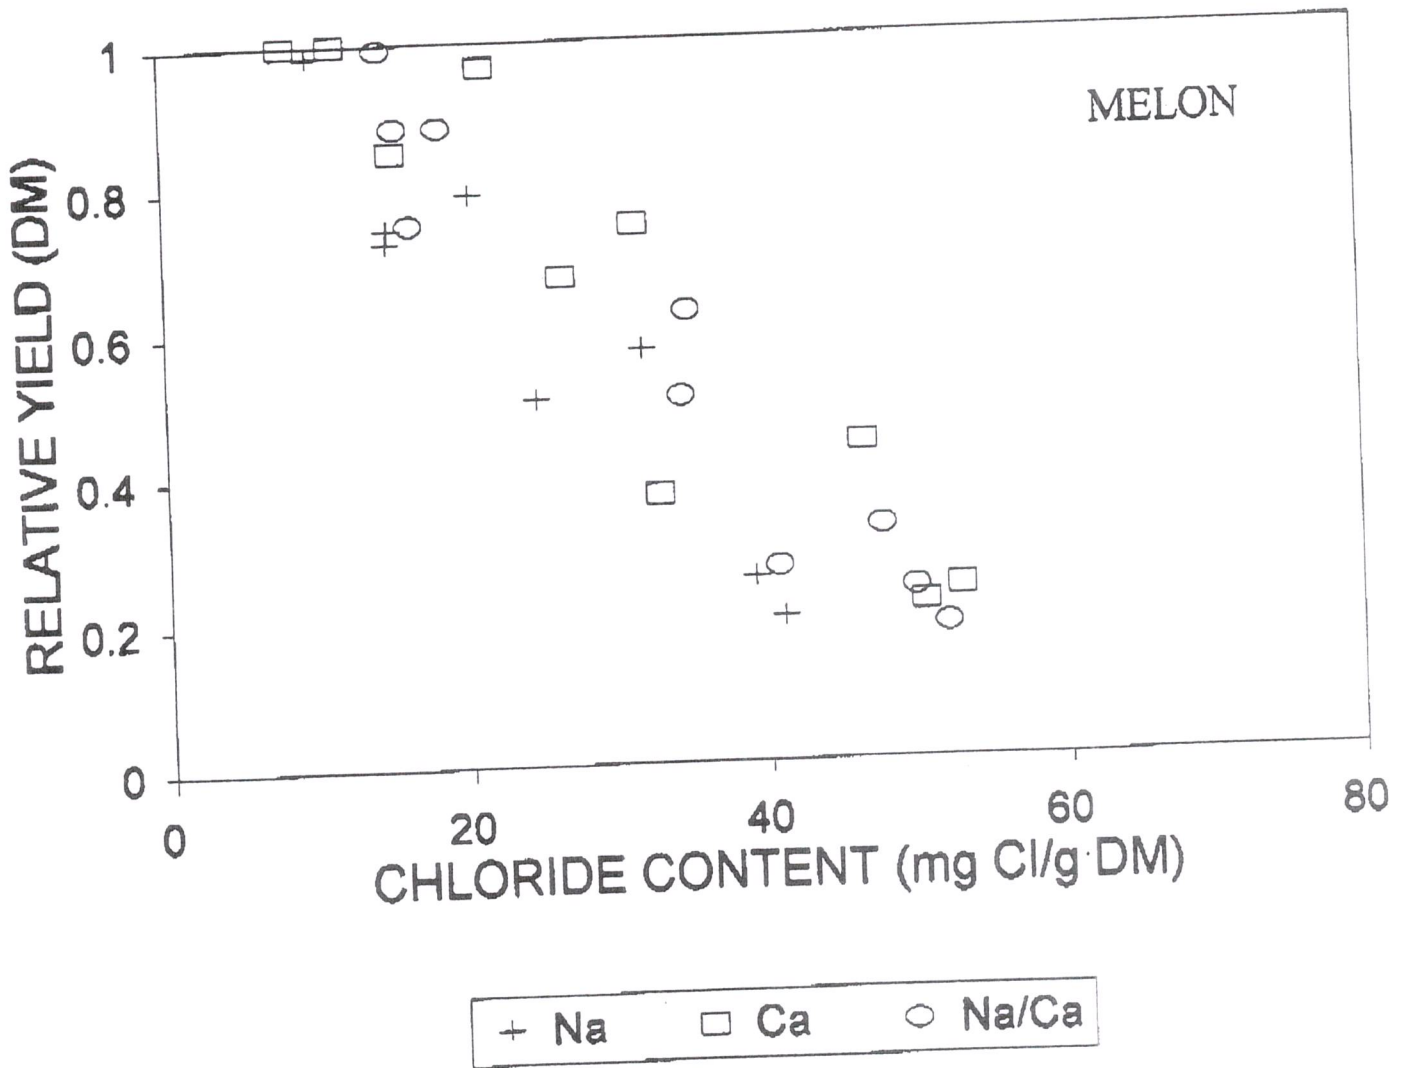 MELON
RELATIVE YIELD (DM)
1
0.8
0.6
0.4
0.2
0
0
20
40
60
80
CHLORIDE CONTENT (mg Cl/g DM)
+ Na □ Ca ○ Na/Ca